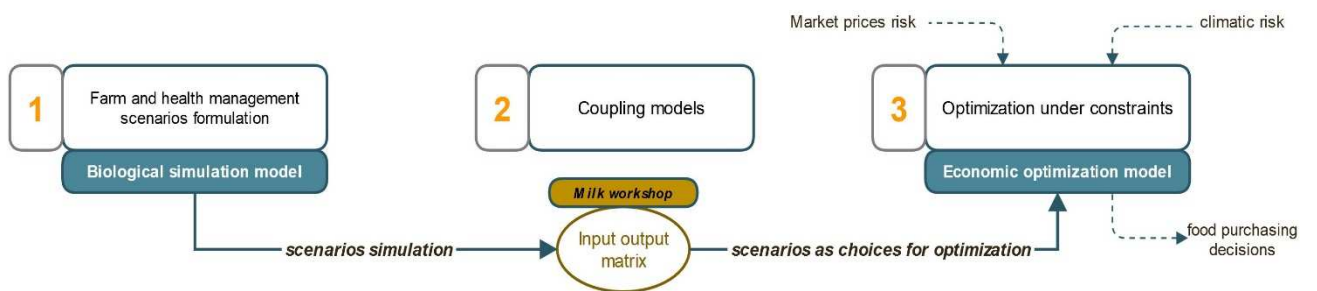 Market prices risk
climatic risk
1
Farm and health management
scenarios formulation
Biological simulation model
2
Coupling models
3
Optimization under constraints
Economic optimization model
Milk workshop
scenarios simulation
Input output
matrix
scenarios as choices for optimization
food purchasing
decisions